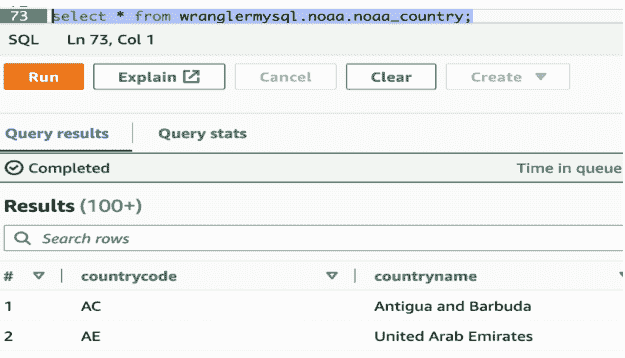 73 select * from wranglermysql.noaa.noaa_country;
SQL Ln 73, Col 1
Run Explain Cancel Clear Create
Query results Query stats
Completed Time in queue
Results (100+)
Search rows
# countrycode countryname
1 AC Antigua and Barbuda
2 AE United Arab Emirates